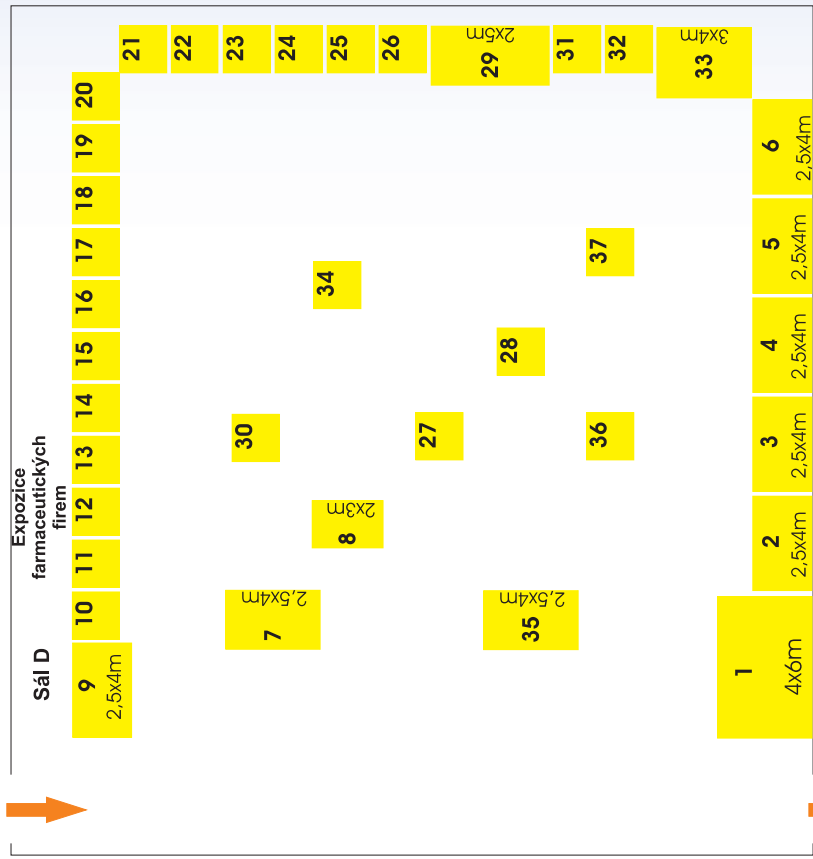 Expozice
farmaceutických
firem
Sál D
21
22
23
24
25
26
29
2x5m
31
32
33
3x4m
20
19
18
17
16
15
14
13
12
11
10
9
2,5x4m
6
2,5x4m
5
2,5x4m
4
2,5x4m
3
2,5x4m
2
2,5x4m
1
4x6m
34
37
28
30
27
36
8
2x3m
7
2,5x4m
35
2,5x4m